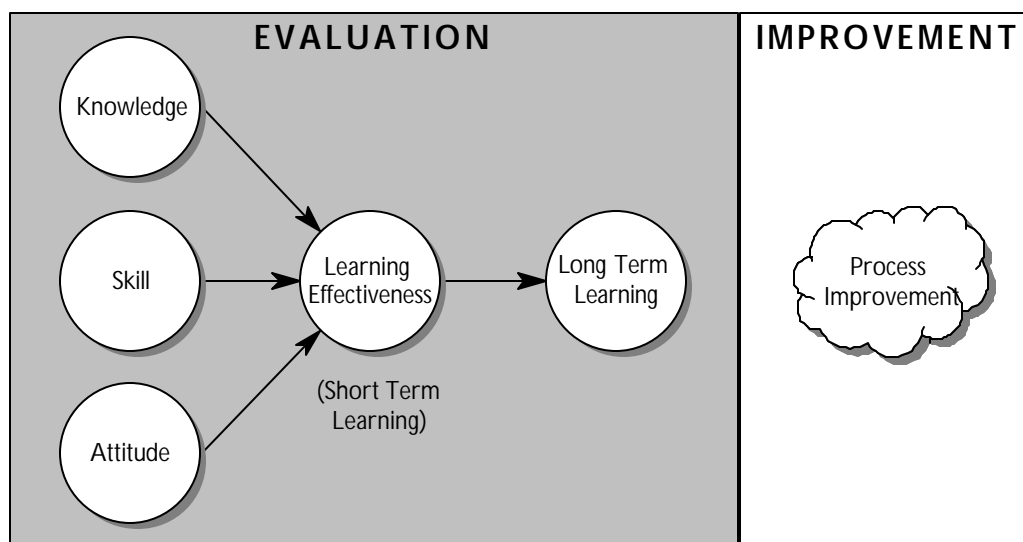 EVALUATION
IMPROVEMENT
Knowledge
Skill
Attitude
Learning
Effectiveness
(Short Term
Learning)
Long Term
Learning
Process
Improvement